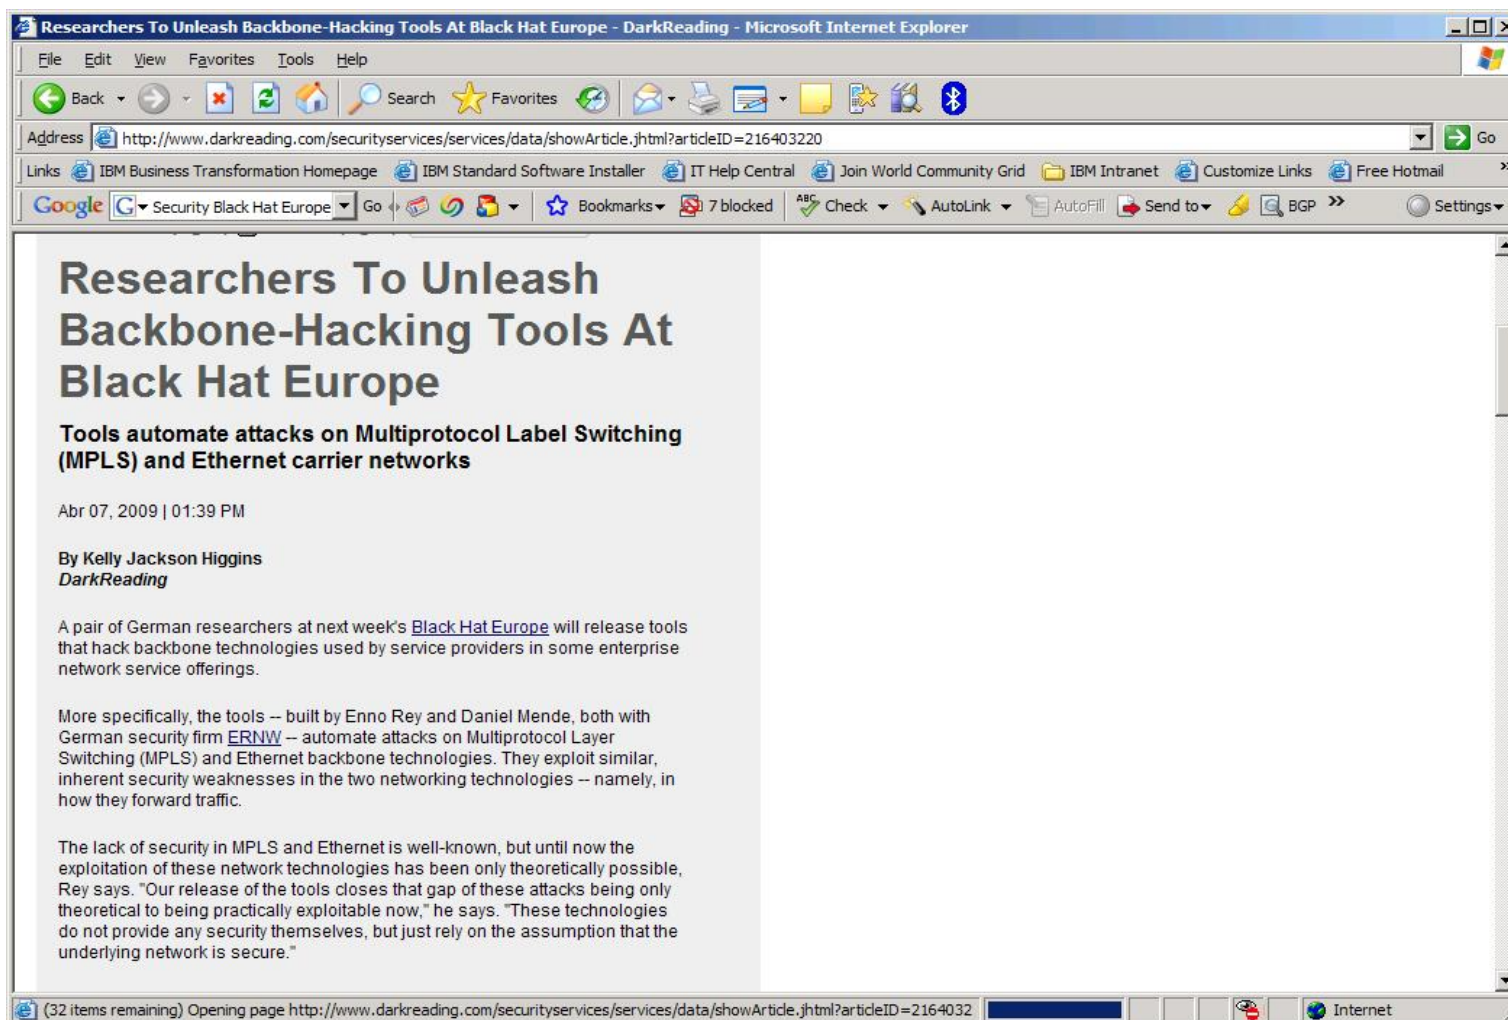 Researchers To Unleash Backbone-Hacking Tools At Black Hat Europe - DarkReading - Microsoft Internet Explorer
File Edit View Favorites Tools Help
Back Search Favorites
Address http://www.darkreading.com/securityservices/services/data/showArticle.jhtml?articleID=216403220 Go
Links IBM Business Transformation Homepage IBM Standard Software Installer IT Help Central Join World Community Grid IBM Intranet Customize Links Free Hotmail »
Google G Security Black Hat Europe Go Bookmarks 7 blocked ABC Check AutoLink AutoFill Send to BGP » Settings
Researchers To Unleash
Backbone-Hacking Tools At
Black Hat Europe
Tools automate attacks on Multiprotocol Label Switching
(MPLS) and Ethernet carrier networks
Abr 07, 2009 | 01:39 PM
By Kelly Jackson Higgins
DarkReading
A pair of German researchers at next week's Black Hat Europe will release tools
that hack backbone technologies used by service providers in some enterprise
network service offerings.
More specifically, the tools -- built by Enno Rey and Daniel Mende, both with
German security firm ERNW -- automate attacks on Multiprotocol Layer
Switching (MPLS) and Ethernet backbone technologies. They exploit similar,
inherent security weaknesses in the two networking technologies -- namely, in
how they forward traffic.
The lack of security in MPLS and Ethernet is well-known, but until now the
exploitation of these network technologies has been only theoretically possible,
Rey says. "Our release of the tools closes that gap of these attacks being only
theoretical to being practically exploitable now," he says. "These technologies
do not provide any security themselves, but just rely on the assumption that the
underlying network is secure."
(32 items remaining) Opening page http://www.darkreading.com/securityservices/services/data/showArticle.jhtml?articleID=2164032 Internet